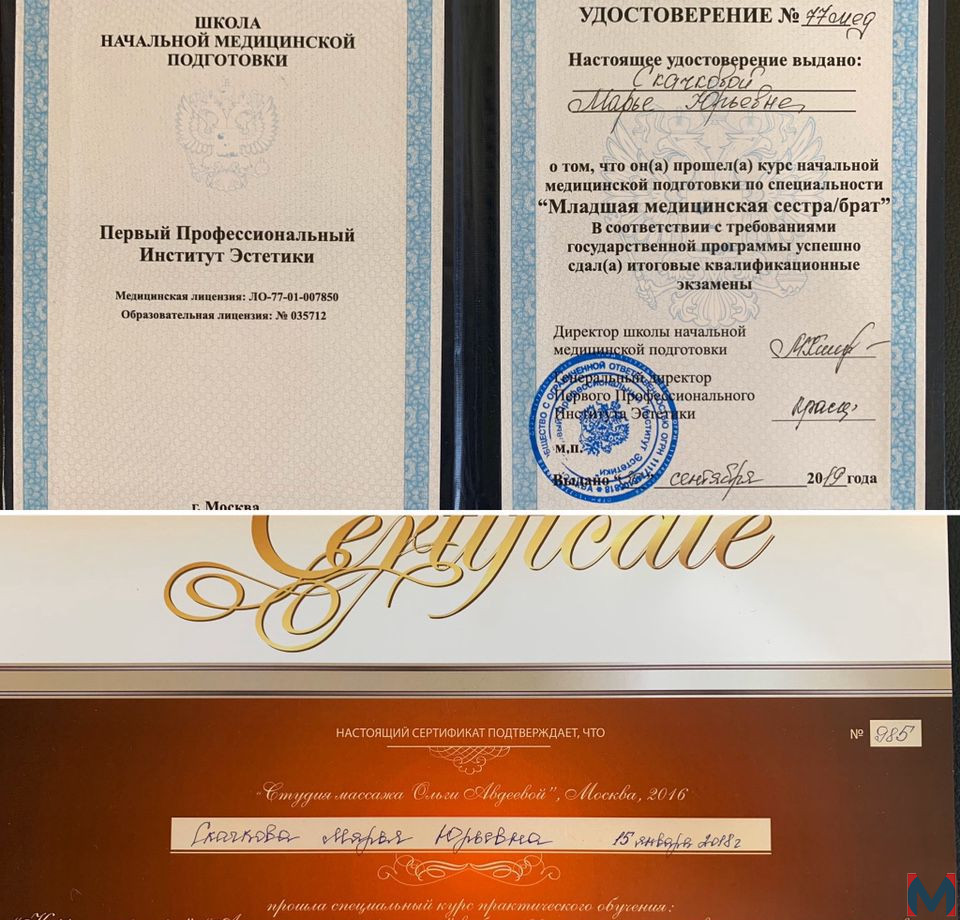 ШКОЛА
НАЧАЛЬНОЙ МЕДИЦИНСКОЙ
ПОДГОТОВКИ
Первый Профессиональный
Институт Эстетики
Медицинская лицензия: ЛО-77-01-007850
Образовательная лицензия: № 035712
г. Москва
УДОСТОВЕРЕНИЕ № 77мед
Настоящее удостоверение выдано:
Скачковой
Марье Юрьевне
о том, что он(а) прошел(а) курс начальной
медицинской подготовки по специальности
“Младшая медицинская сестра/брат”
В соответствии с требованиями
государственной программы успешно
сдал(а) итоговые квалификационные
экзамены
Директор школы начальной
медицинской подготовки
Генеральный директор
Первого Профессионального
Института Эстетики
м.п.
Выдано сентября 2019 года
Certificate
НАСТОЯЩИЙ СЕРТИФИКАТ ПОДТВЕРЖДАЕТ, ЧТО
№ 985
"Студия массажа Ольги Авдеевой", Москва, 2016
Скачкова Марья Юрьевна 15 января 2018г
прошла специальный курс практического обучения:
M